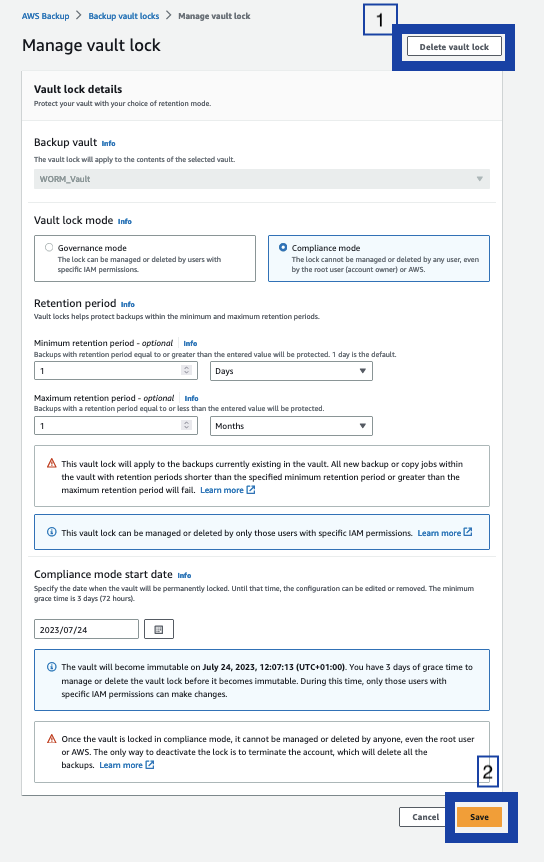 AWS Backup > Backup vault locks > Manage vault lock
1
Manage vault lock
Delete vault lock
Vault lock details
Protect your vault with your choice of retention mode.
Backup vault Info
The vault lock will apply to the contents of the selected vault.
WORM_Vault
Vault lock mode Info
Governance mode
The lock can be managed or deleted by users with
specific IAM permissions.
Compliance mode
The lock cannot be managed or deleted by any user, even
by the root user (account owner) or AWS.
Retention period Info
Vault locks helps protect backups within the minimum and maximum retention periods.
Minimum retention period - optional Info
Backups with retention period equal to or greater than the entered value will be protected. 1 day is the default.
1
Days
Maximum retention period - optional Info
Backups with a retention period equal to or less than the entered value will be protected.
1
Months
This vault lock will apply to the backups currently existing in the vault. All new backup or copy jobs within
the vault with retention periods shorter than the specified minimum retention period or greater than the
maximum retention period will fail. Learn more
This vault lock can be managed or deleted by only those users with specific IAM permissions. Learn more
Compliance mode start date Info
Specify the date when the vault will be permanently locked. Until that time, the configuration can be edited or removed. The minimum
grace time is 3 days (72 hours).
2023/07/24
The vault will become immutable on July 24, 2023, 12:07:13 (UTC+01:00). You have 3 days of grace time to
manage or delete the vault lock before it becomes immutable. During this time, only those users with
specific IAM permissions can make changes.
Once the vault is locked in compliance mode, it cannot be managed or deleted by anyone, even the root user
or AWS. The only way to deactivate the lock is to terminate the account, which will delete all the
backups. Learn more
2
Cancel
Save